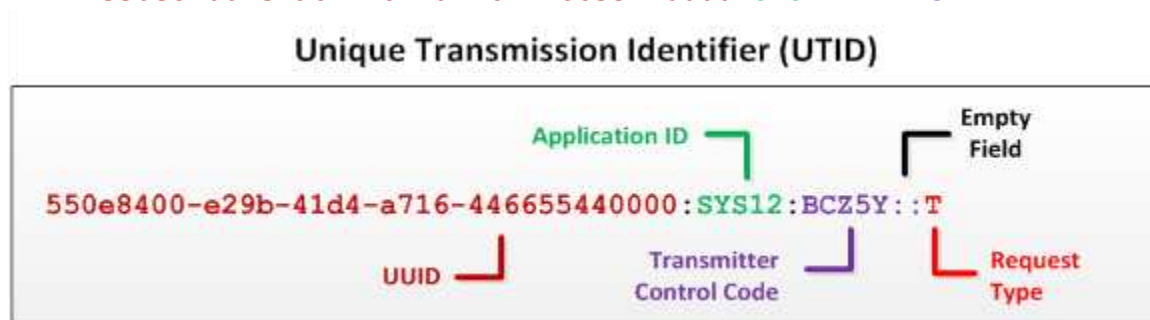 Unique Transmission Identifier (UTID)
Application ID
Empty
Field
550e8400-e29b-41d4-a716-446655440000:SYS12:BCZ5Y::T
UUID
Transmitter
Control Code
Request
Type